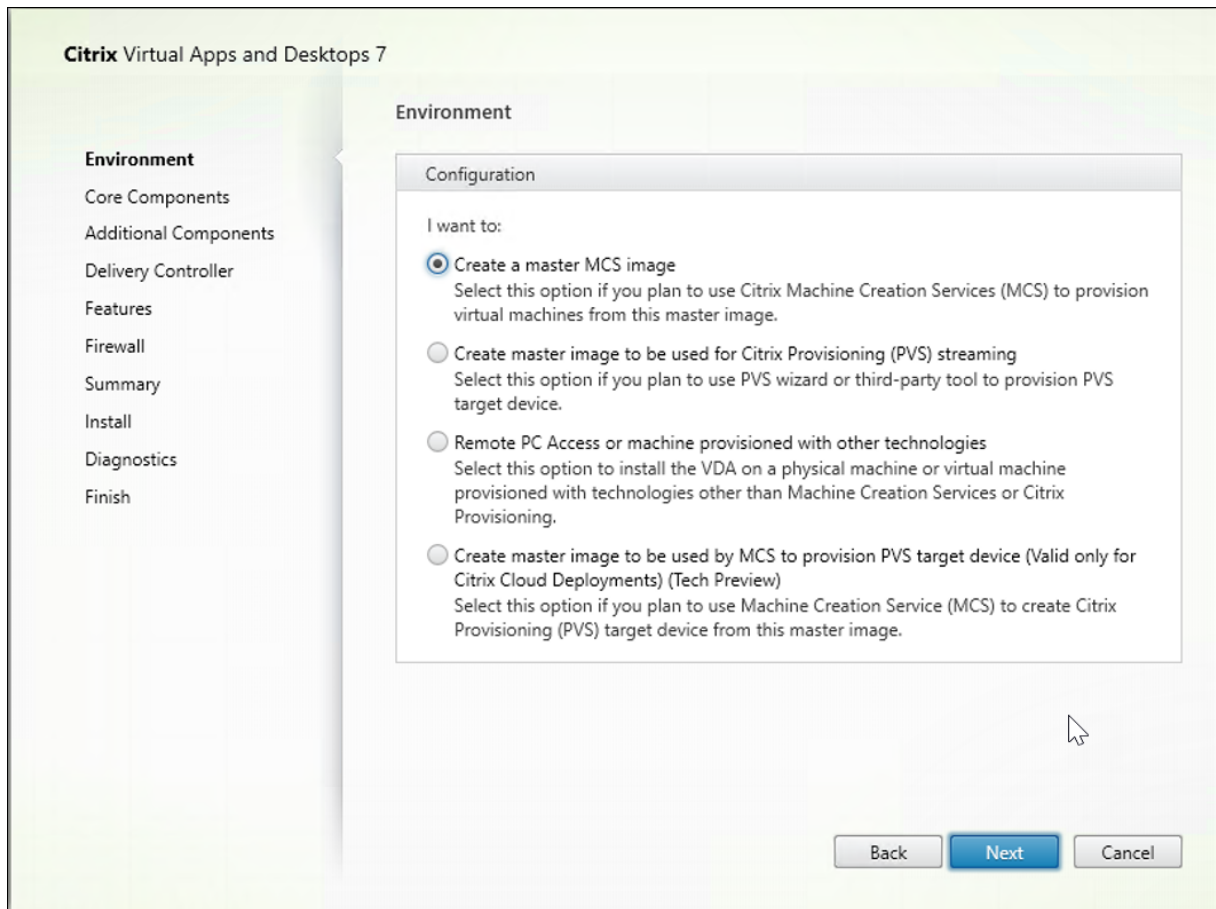 Citrix Virtual Apps and Desktops 7
Environment
Core Components
Additional Components
Delivery Controller
Features
Firewall
Summary
Install
Diagnostics
Finish
Environment
Configuration
I want to:
Create a master MCS image
Select this option if you plan to use Citrix Machine Creation Services (MCS) to provision
virtual machines from this master image.
Create master image to be used for Citrix Provisioning (PVS) streaming
Select this option if you plan to use PVS wizard or third-party tool to provision PVS
target device.
Remote PC Access or machine provisioned with other technologies
Select this option to install the VDA on a physical machine or virtual machine
provisioned with technologies other than Machine Creation Services or Citrix
Provisioning.
Create master image to be used by MCS to provision PVS target device (Valid only for
Citrix Cloud Deployments) (Tech Preview)
Select this option if you plan to use Machine Creation Service (MCS) to create Citrix
Provisioning (PVS) target device from this master image.
Back
Next
Cancel